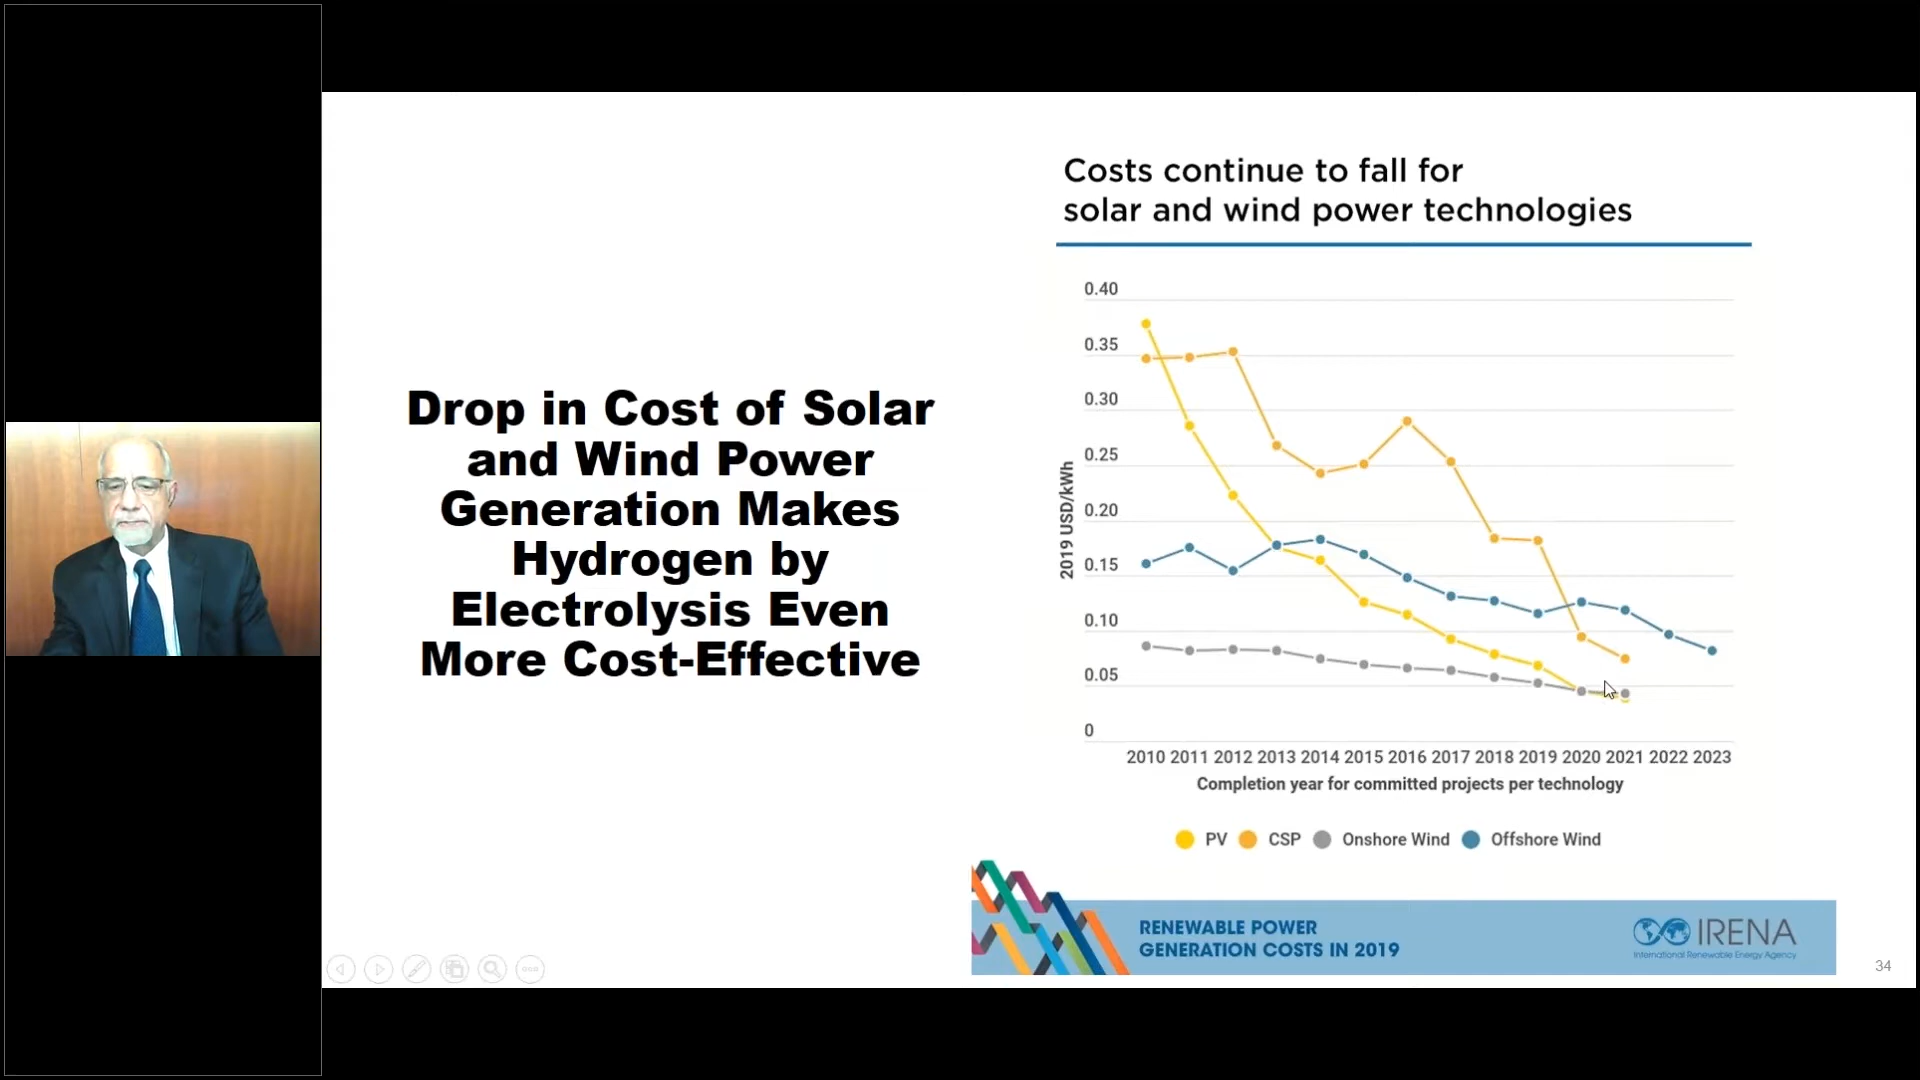 Drop in Cost of Solar
and Wind Power
Generation Makes
Hydrogen by
Electrolysis Even
More Cost-Effective
Costs continue to fall for
solar and wind power technologies
0.40
0.35
0.30
0.25
0.20
0.15
0.10
0.05
0
2019 USD/kWh
2010 2011 2012 2013 2014 2015 2016 2017 2018 2019 2020 2021 2022 2023
Completion year for committed projects per technology
PV CSP Onshore Wind Offshore Wind
RENEWABLE POWER
GENERATION COSTS IN 2019
IRENA
International Renewable Energy Agency
34